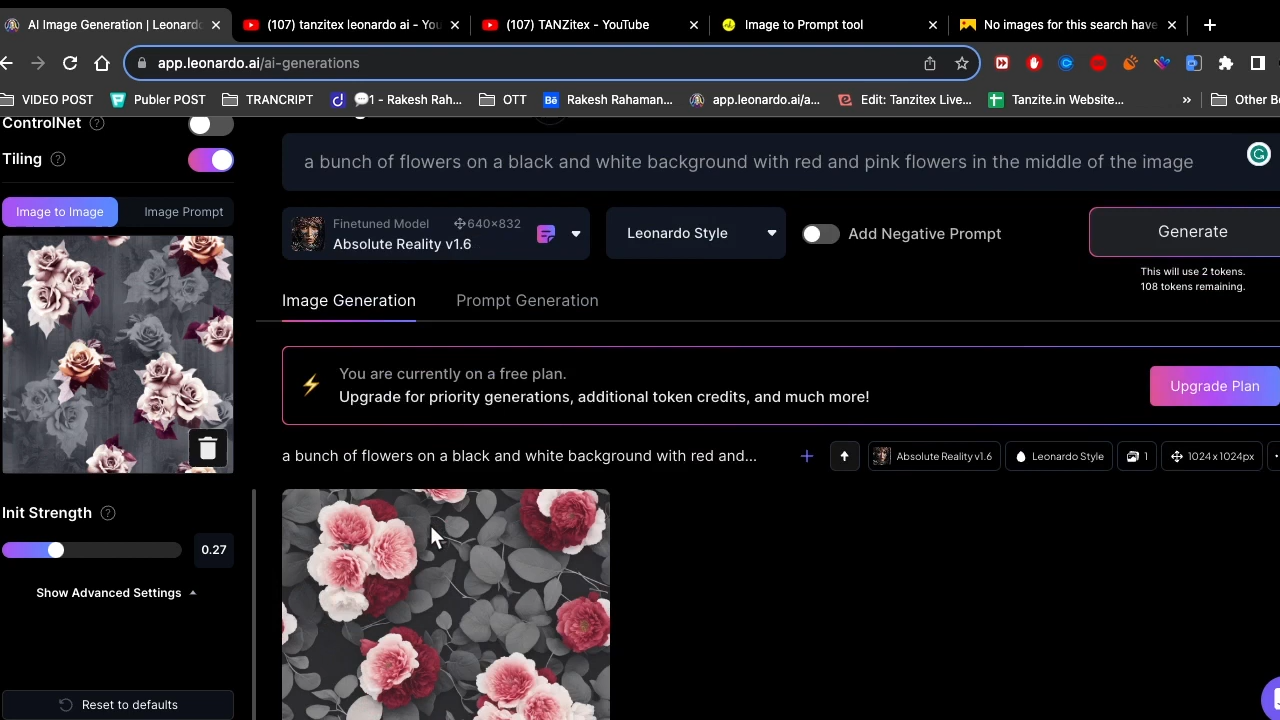 AI Image Generation | Leonardo
(107) tanzitex leonardo ai - You
(107) TANZitex - YouTube
Image to Prompt tool
No images for this search have
app.leonardo.ai/ai-generations
VIDEO POST
Publer POST
TRANCRIPT
1 - Rakesh Rah...
OTT
Rakesh Rahaman...
app.leonardo.ai/a...
Edit: Tanzitex Live...
Tanzite.in Website...
»
Other B
ControlNet ?
Tiling ?
Image to Image
Image Prompt
Init Strength ?
0.27
Show Advanced Settings
Reset to defaults
a bunch of flowers on a black and white background with red and pink flowers in the middle of the image
Finetuned Model 640×832
Absolute Reality v1.6
Leonardo Style
Add Negative Prompt
Generate
This will use 2 tokens.
108 tokens remaining.
Image Generation
Prompt Generation
You are currently on a free plan.
Upgrade for priority generations, additional token credits, and much more!
Upgrade Plan
a bunch of flowers on a black and white background with red and...
Absolute Reality v1.6
Leonardo Style
1
1024 x 1024px